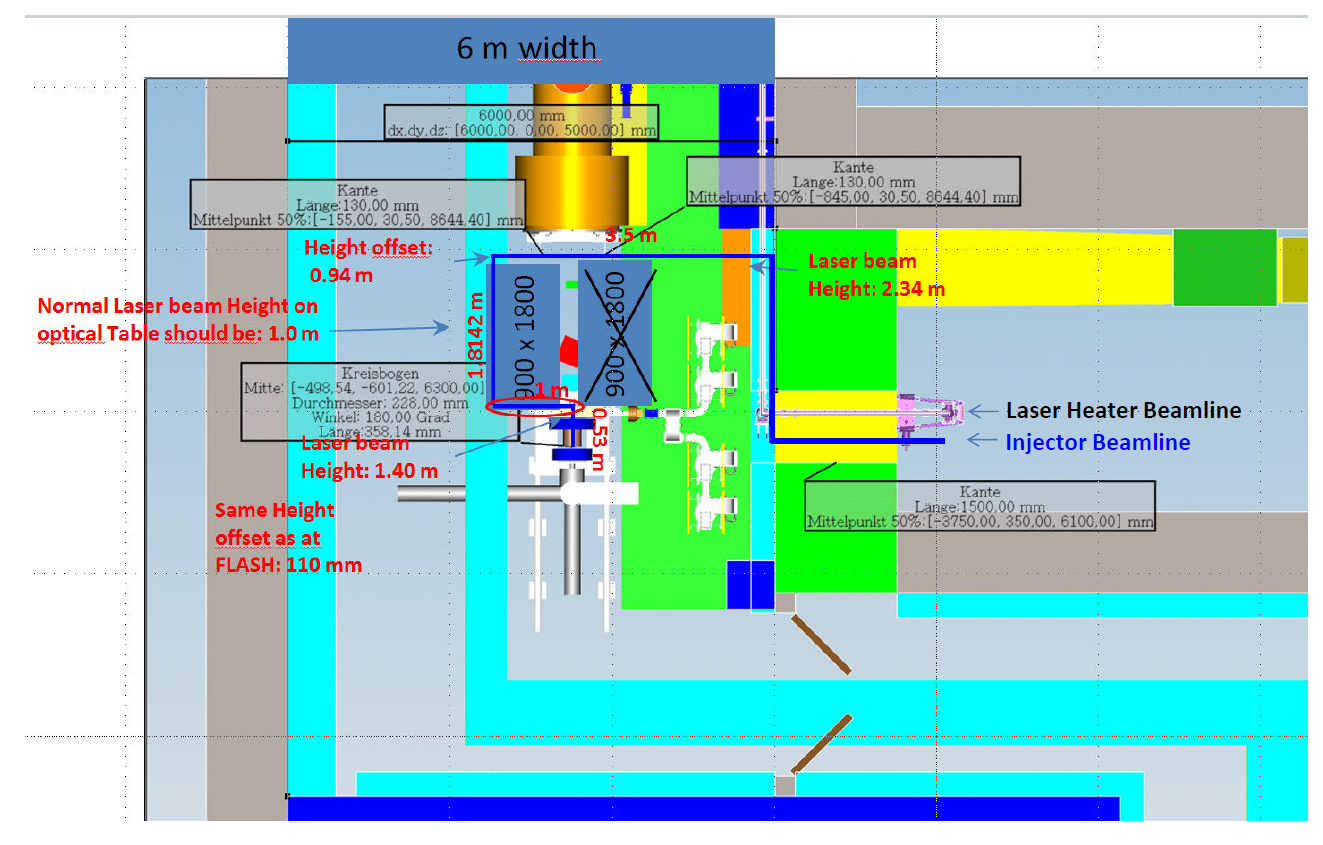 6 m width
6000,00 mm
dx,dy,dz: [6000,00, 0,00, 5000,00] mm
Kante
Länge:130,00 mm
Mittelpunkt 50%:[-845,00, 30,50, 8644,40] mm
Kante
Länge:130,00 mm
Mittelpunkt 50%:[-155,00, 30,50, 8644,40] mm
3.5 m
Height offset:
0.94 m
Laser beam
Height: 2.34 m
Normal Laser beam Height on
optical Table should be: 1.0 m
1.8142 m
900 x 1800
900 x 1800
Kreisbogen
Mitte: [-498,54, -601,22, 6300,00]
Durchmesser: 228,00 mm
Winkel: 180,00 Grad
Länge:358,14 mm
1 m
0.53 m
Laser Heater Beamline
Injector Beamline
Laser beam
Height: 1.40 m
Kante
Länge:1500,00 mm
Mittelpunkt 50%:[-3750,00, 350,00, 6100,00] mm
Same Height
offset as at
FLASH: 110 mm